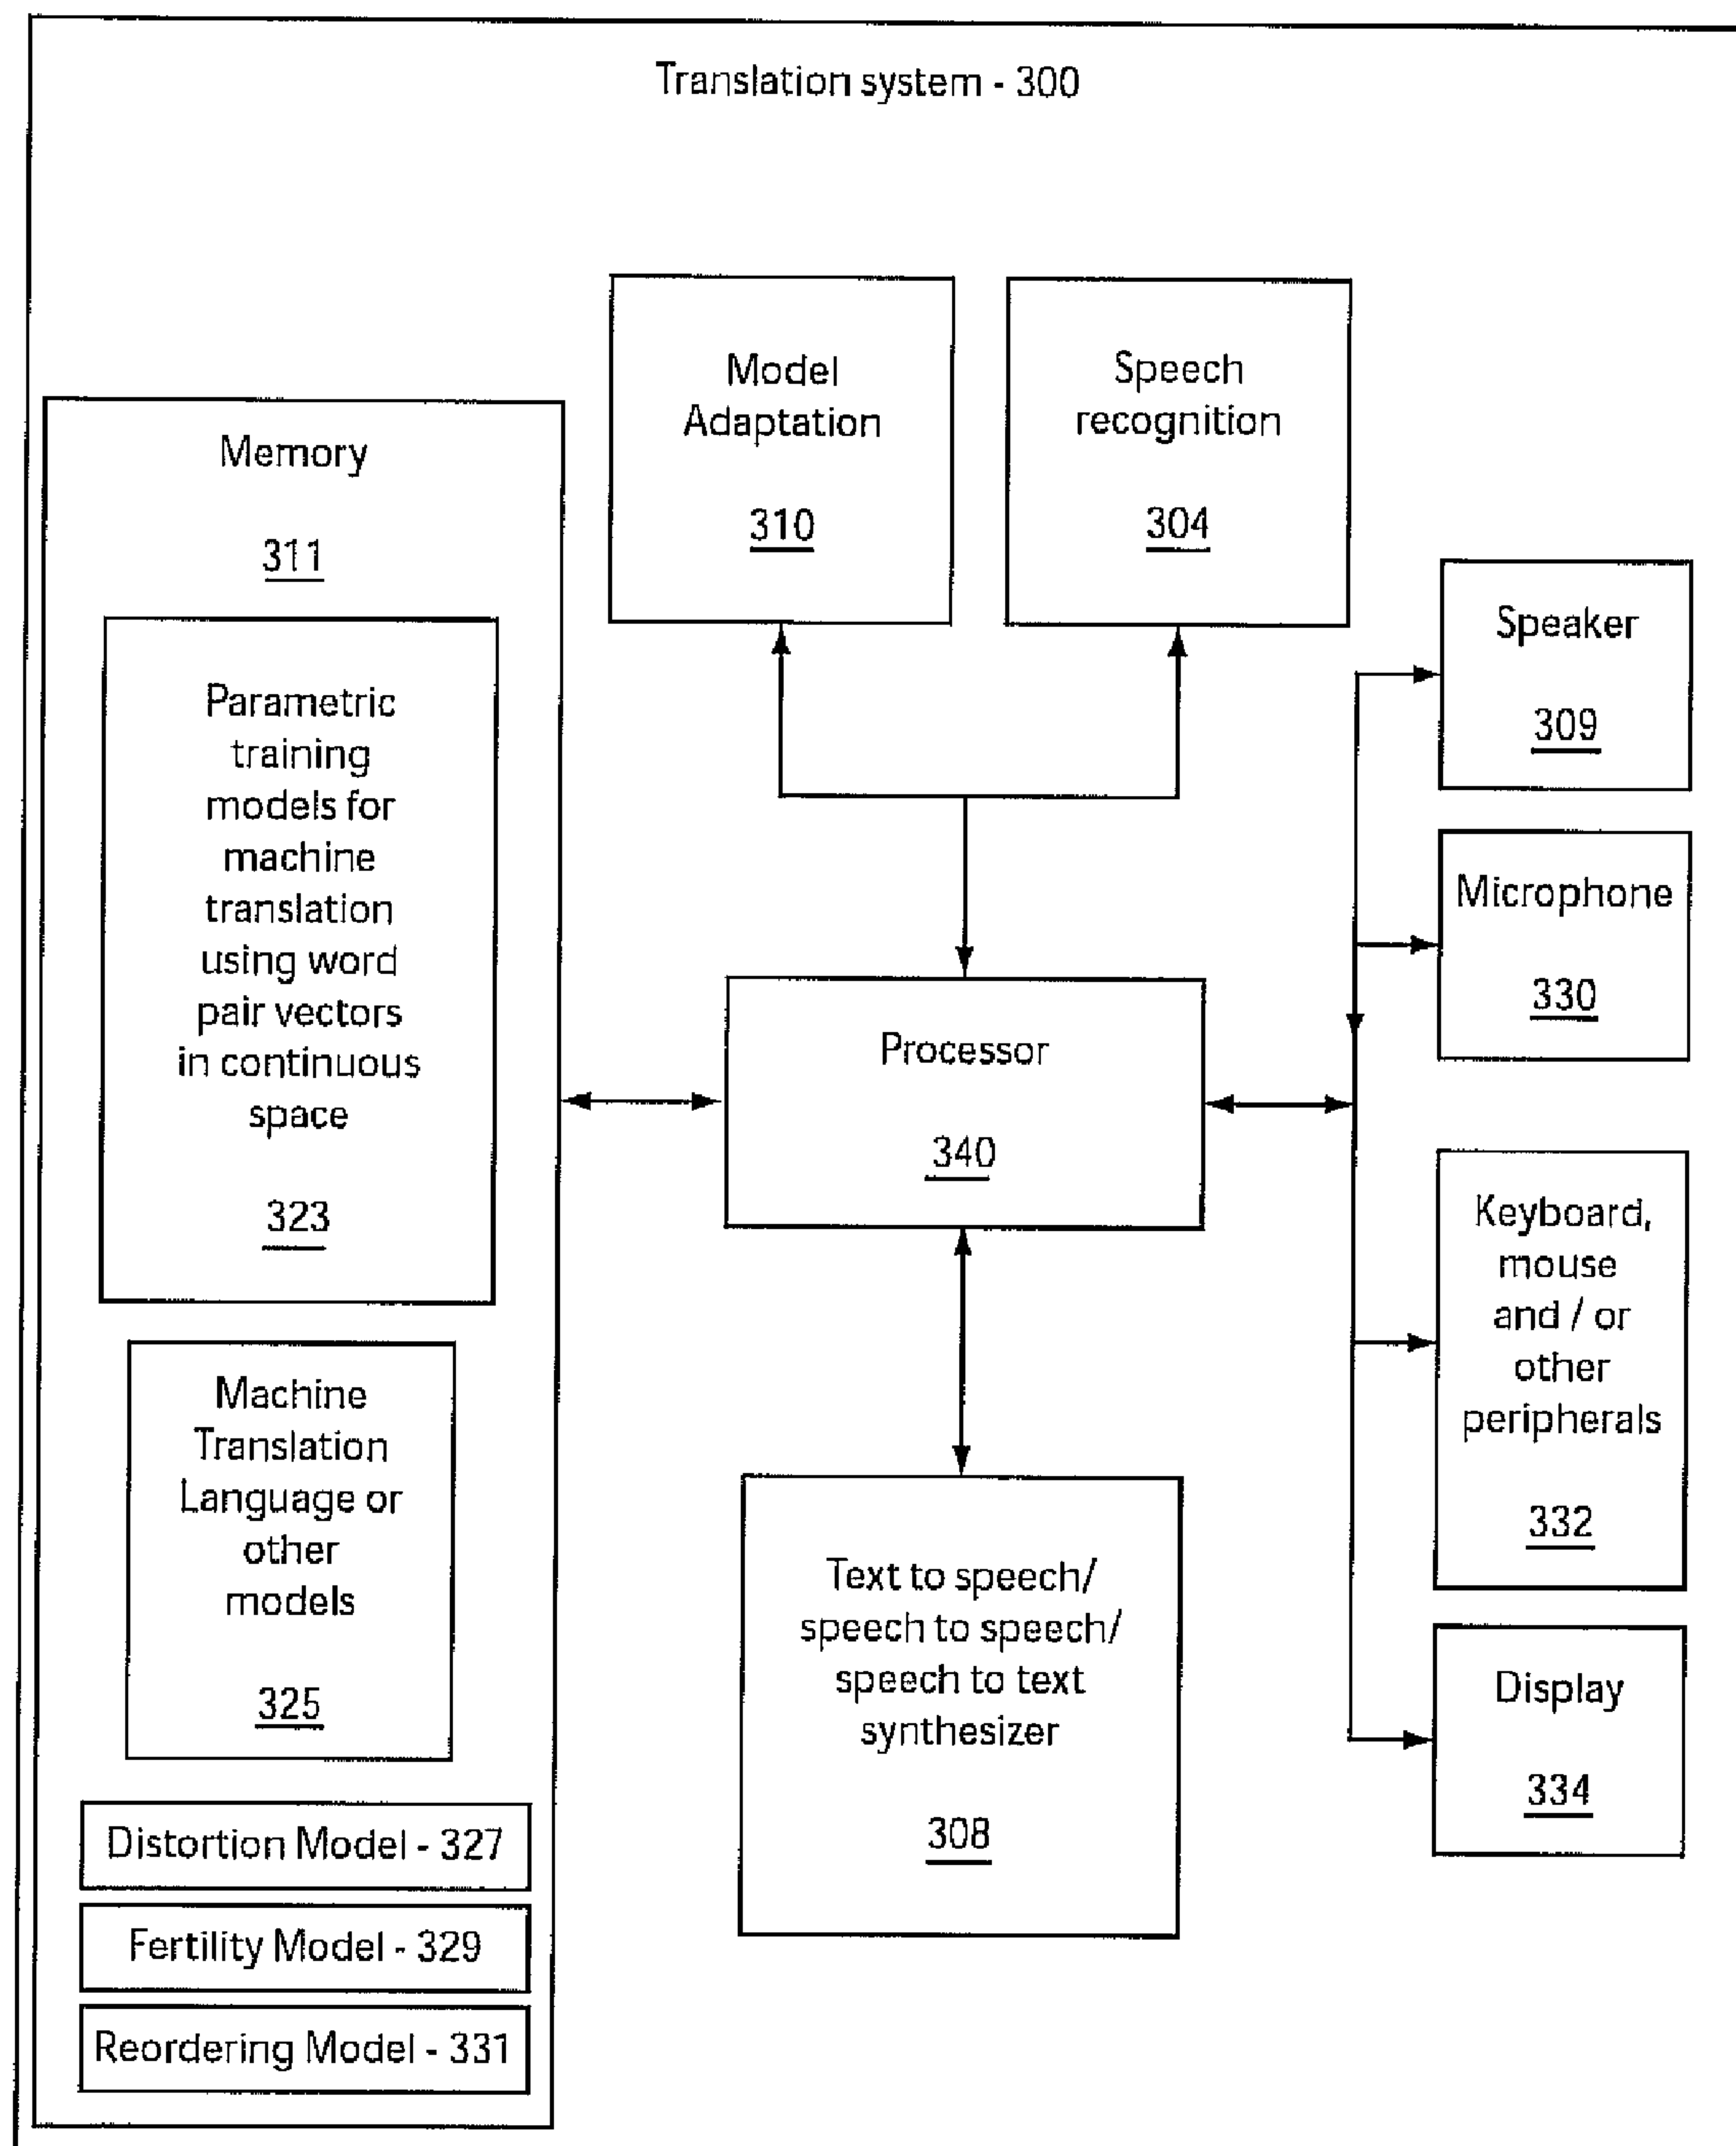 Translation system - 300
Model
Adaptation
310
Speech
recognition
304
Memory
311
Parametric
training
models for
machine
translation
using word
pair vectors
in continuous
space
323
Machine
Translation
Language or
other
models
325
Distortion Model - 327
Fertility Model - 329
Reordering Model - 331
Processor
340
Text to speech/
speech to speech/
speech to text
synthesizer
308
Speaker
309
Microphone
330
Keyboard,
mouse
and / or
other
peripherals
332
Display
334